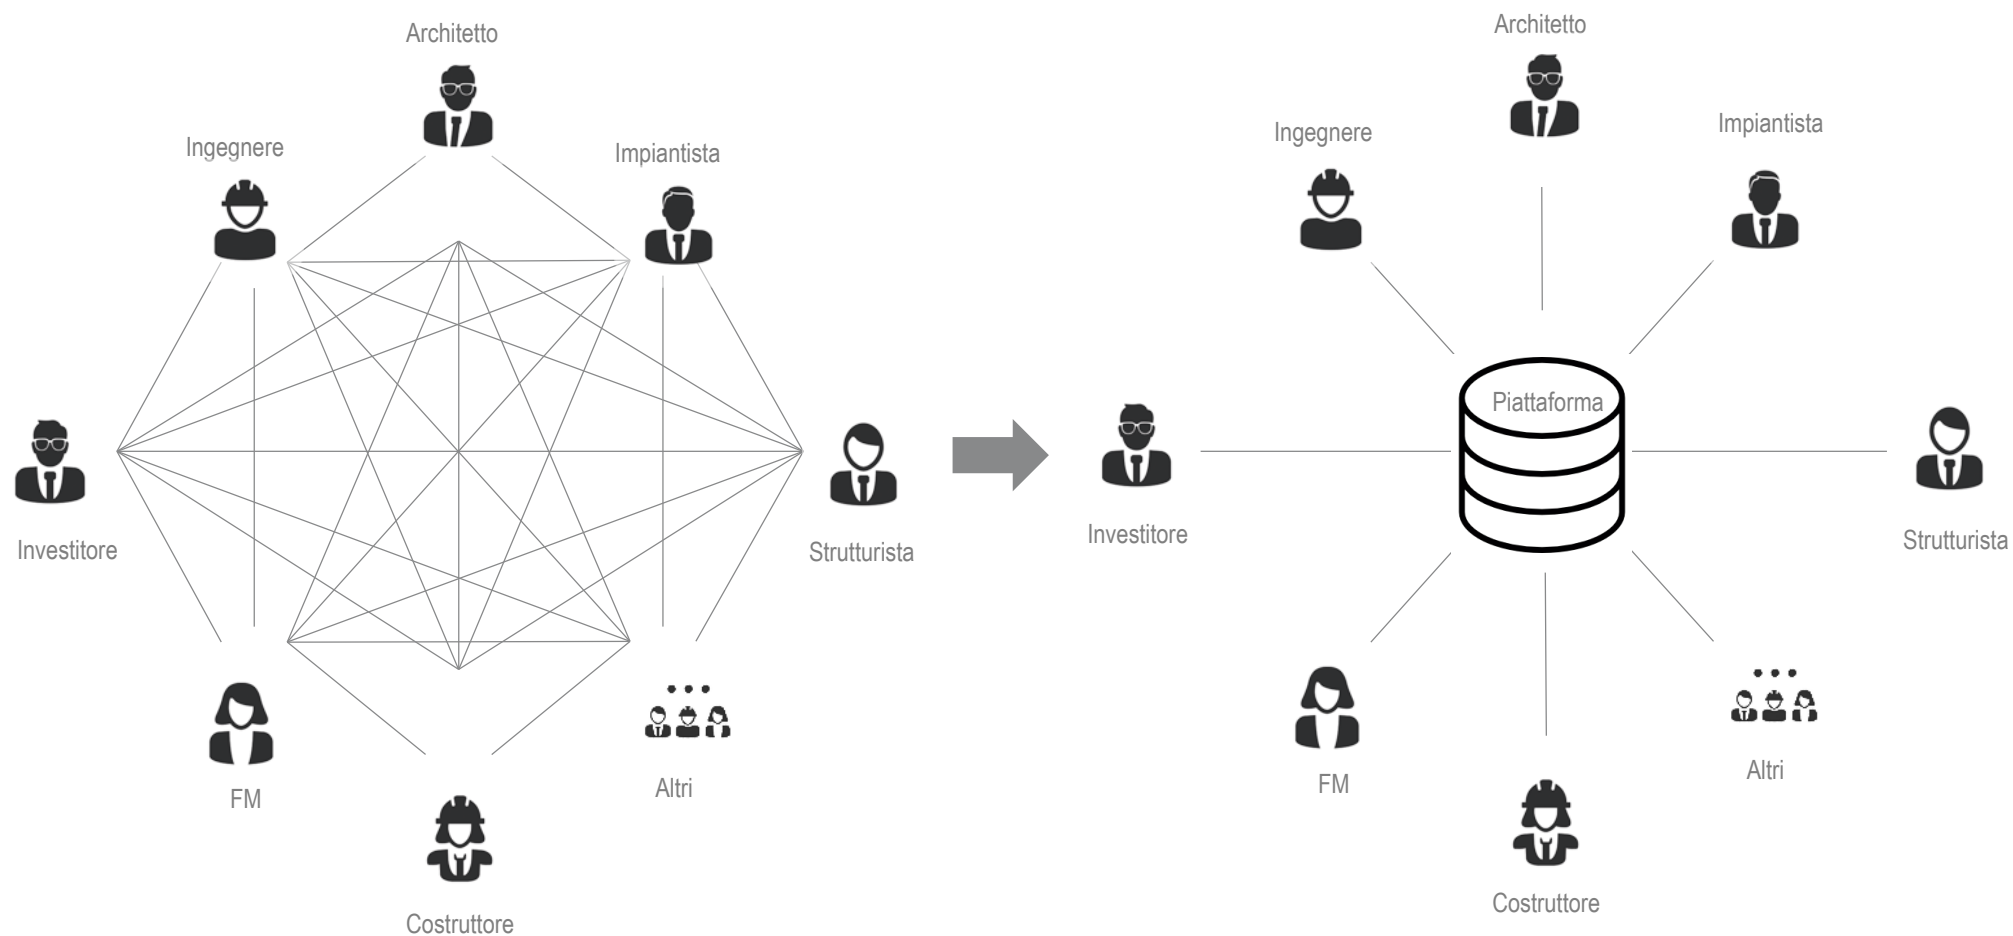 Architetto
Ingegnere
Impiantista
Investitore
Strutturista
FM
Altri
Costruttore
Architetto
Ingegnere
Impiantista
Piattaforma
Investitore
Strutturista
FM
Altri
Costruttore